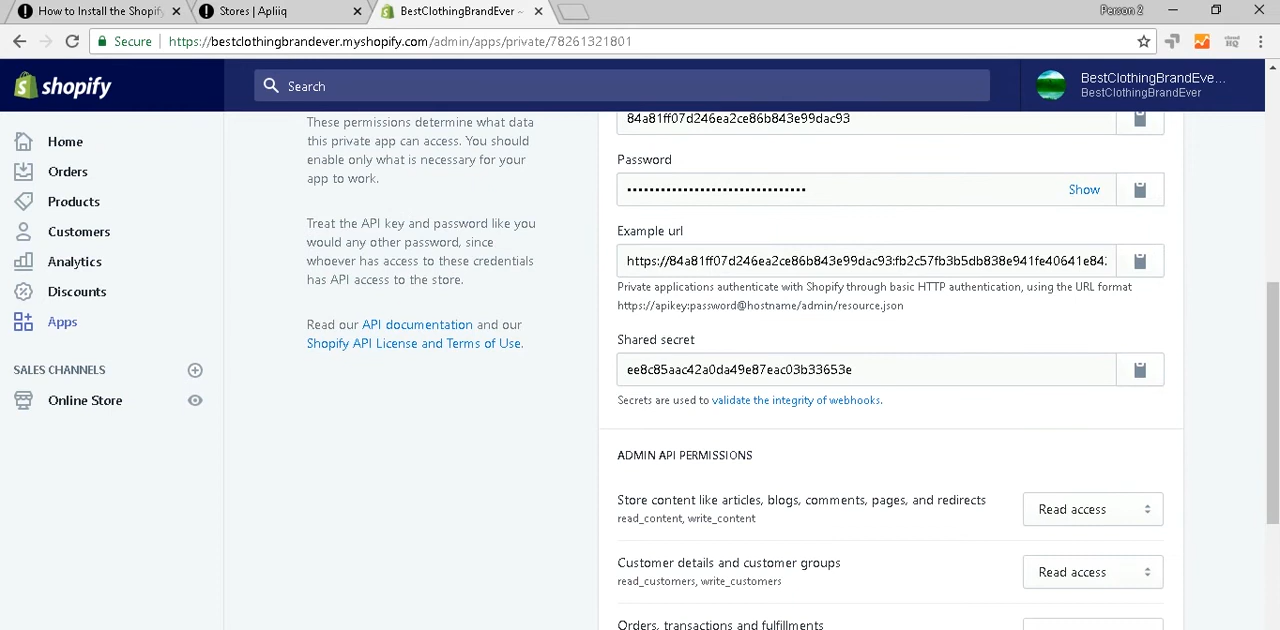 How to Install the Shopify
Stores | Apliiq
BestClothingBrandEver ~
Person 2
Secure
https://bestclothingbrandever.myshopify.com/admin/apps/private/78261321801
cloud
HQ
shopify
Search
BestClothingBrandEve...
BestClothingBrandEver
Home
Orders
Products
Customers
Analytics
Discounts
Apps
SALES CHANNELS
Online Store
These permissions determine what data
this private app can access. You should
enable only what is necessary for your
app to work.
Treat the API key and password like you
would any other password, since
whoever has access to these credentials
has API access to the store.
Read our API documentation and our
Shopify API License and Terms of Use.
84a81ff07d246ea2ce86b843e99dac93
Password
••••••••••••••••••••••••••••••••
Show
Example url
https://84a81ff07d246ea2ce86b843e99dac93:fb2c57fb3b5db838e941fe40641e842
Private applications authenticate with Shopify through basic HTTP authentication, using the URL format
https://apikey:password@hostname/admin/resource.json
Shared secret
ee8c85aac42a0da49e87eac03b33653e
Secrets are used to validate the integrity of webhooks.
ADMIN API PERMISSIONS
Store content like articles, blogs, comments, pages, and redirects
read_content, write_content
Read access
Customer details and customer groups
read_customers, write_customers
Read access
Orders, transactions and fulfillments